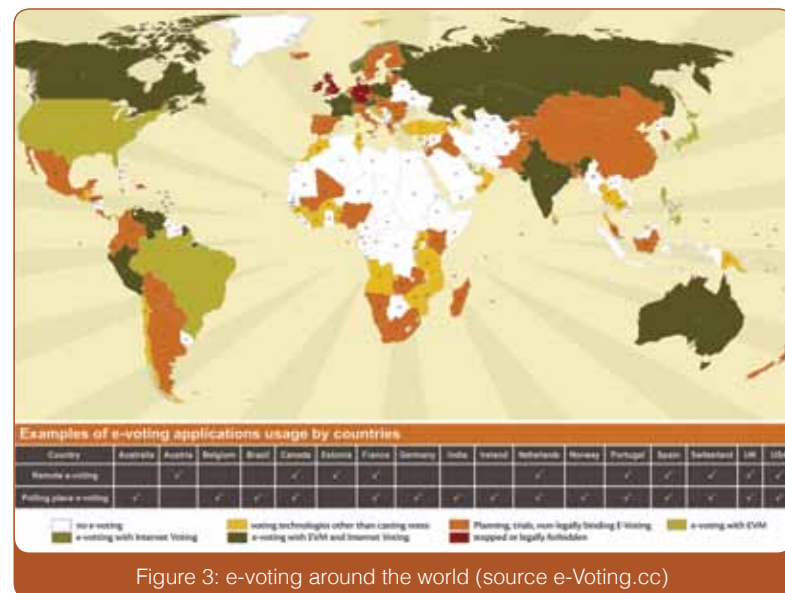 Examples of e-voting applications usage by countries
Country Australia Austria Belgium Brazil Canada Estonia France Germany India Ireland Netherlands Norway Portugal Spain Switzerland UK USA
Remote e-voting ✓ ✓ ✓ ✓ ✓ ✓ ✓ ✓ ✓ ✓
Polling place e-voting ✓ ✓ ✓ ✓ ✓ ✓ ✓ ✓ ✓ ✓ ✓ ✓ ✓ ✓ ✓
no e-voting voting technologies other than casting votes Planning, trials, non-legally binding E-Voting e-voting with EVM
e-votting with Internet Voting e-voting with EVM and Internet Voting stopped or legally forbidden
Figure 3: e-voting around the world (source e-Voting.cc)